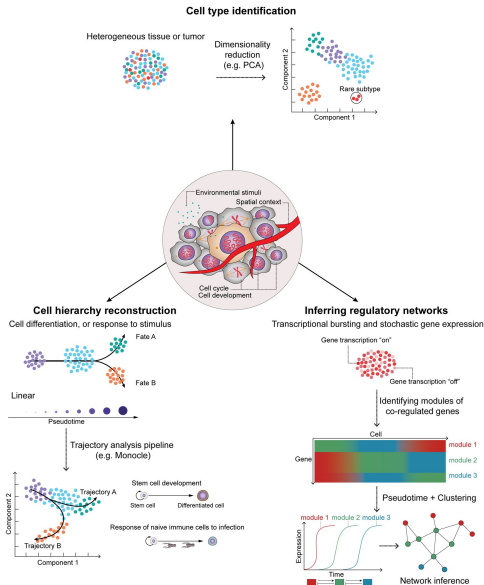 Cell type identification
Heterogeneous tissue or tumor
Dimensionality
reduction
(e.g. PCA)
Component 2
Rare subtype
Component 1
Environmental stimuli
Spatial context
Cell cycle
Cell development
Cell hierarchy reconstruction
Cell differentiation, or response to stimulus
Fate A
Fate B
Linear
Pseudotime
Trajectory analysis pipeline
(e.g. Monocle)
Component 2
Trajectory A
Trajectory B
Component 1
Stem cell development
Stem cell
Differentiated cell
Response of naive immune cells to infection
Inferring regulatory networks
Transcriptional bursting and stochastic gene expression
Gene transcription “on”
Gene transcription “off”
Identifying modules of
co-regulated genes
Cell
Gene
module 1
module 2
module 3
Pseudotime + Clustering
module 1 module 2 module 3
Expression
Time
Network inference